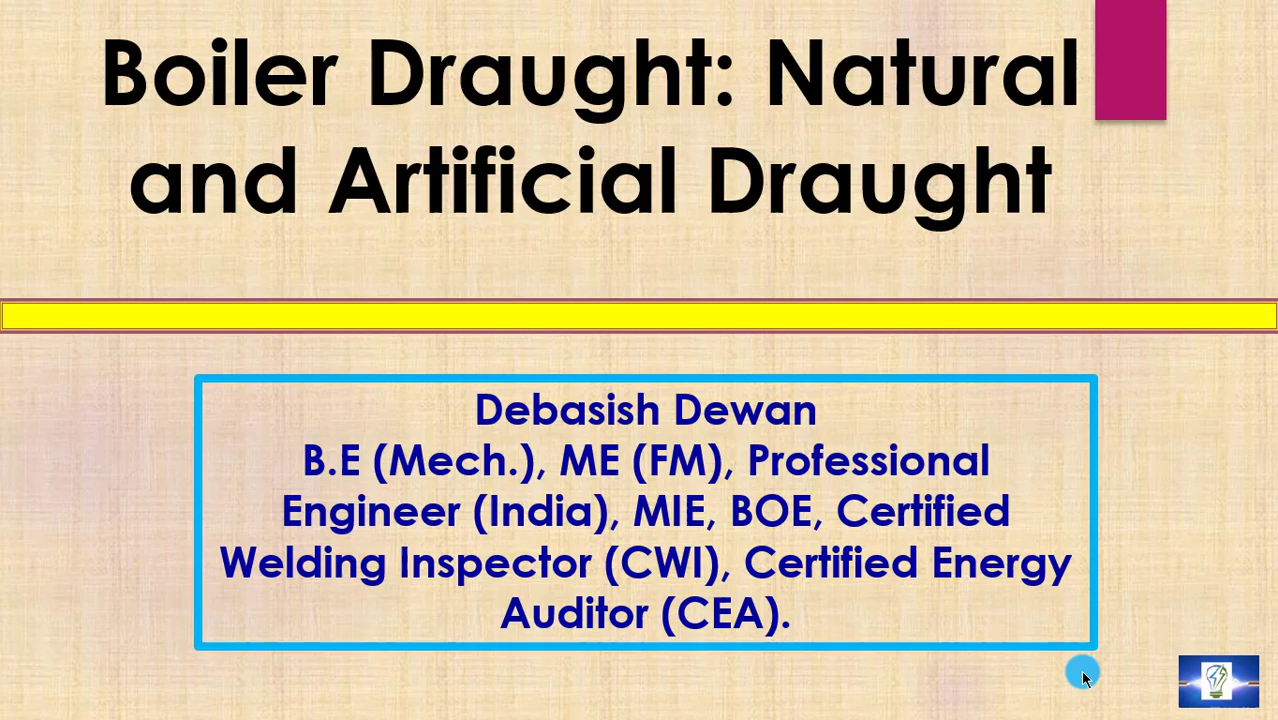 Boiler Draught: Natural
and Artificial Draught
Debasish Dewan
B.E (Mech.), ME (FM), Professional
Engineer (India), MIE, BOE, Certified
Welding Inspector (CWI), Certified Energy
Auditor (CEA).